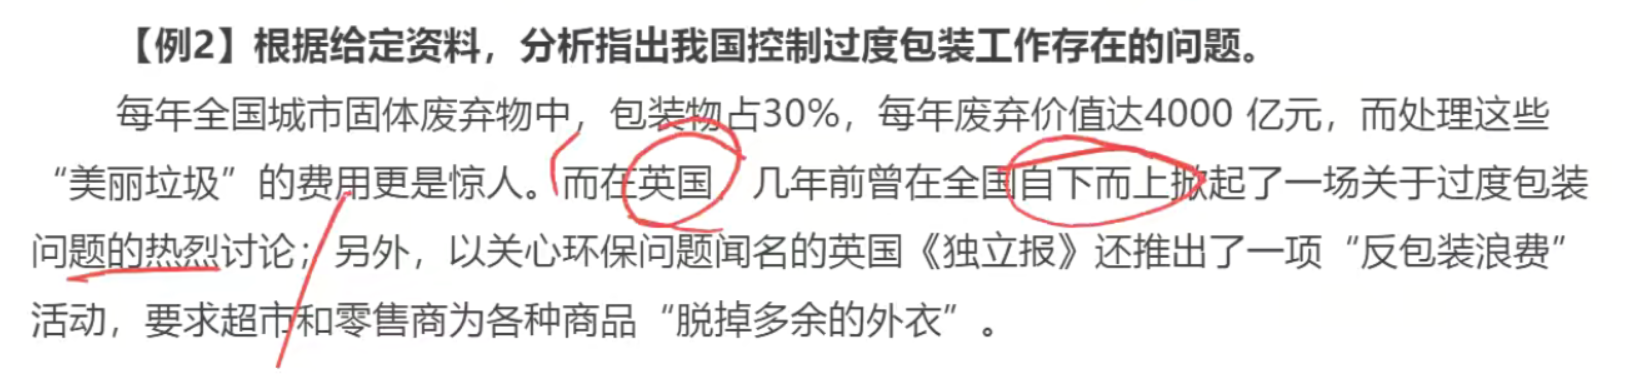 【例2】根据给定资料，分析指出我国控制过度包装工作存在的问题。
每年全国城市固体废弃物中，包装物占30%，每年废弃价值达4000 亿元，而处理这些
“美丽垃圾”的费用更是惊人。而在英国，几年前曾在全国自下而上掀起了一场关于过度包装
问题的热烈讨论；另外，以关心环保问题闻名的英国《独立报》还推出了一项“反包装浪费”
活动，要求超市和零售商为各种商品“脱掉多余的外衣”。